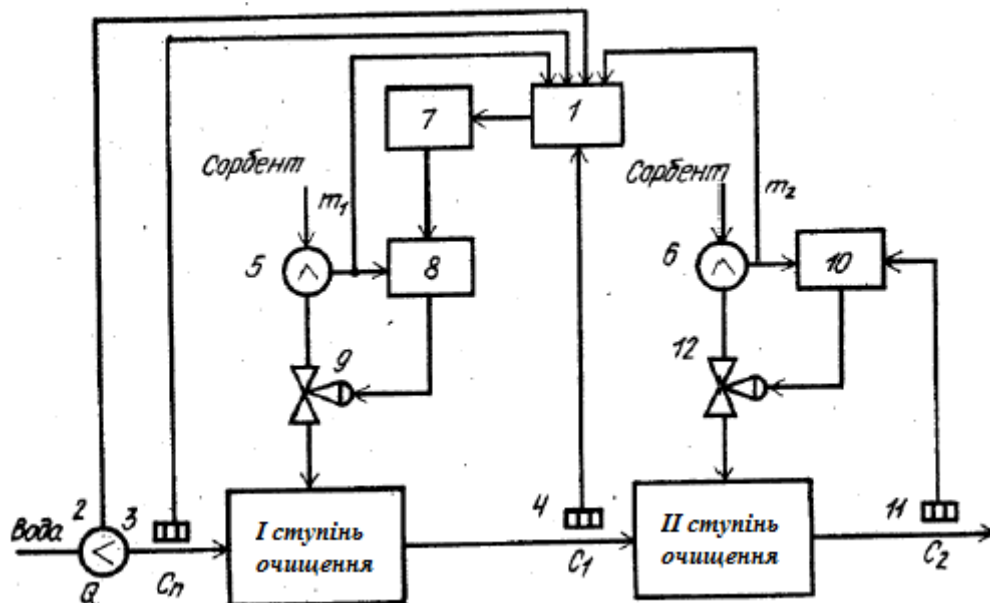 7
1
Сорбент
m₁
Сорбент
m₂
5
8
6
10
9
12
2
3
4
11
Вода
I ступінь
очищення
II ступінь
очищення
Q
Cп
C₁
C₂